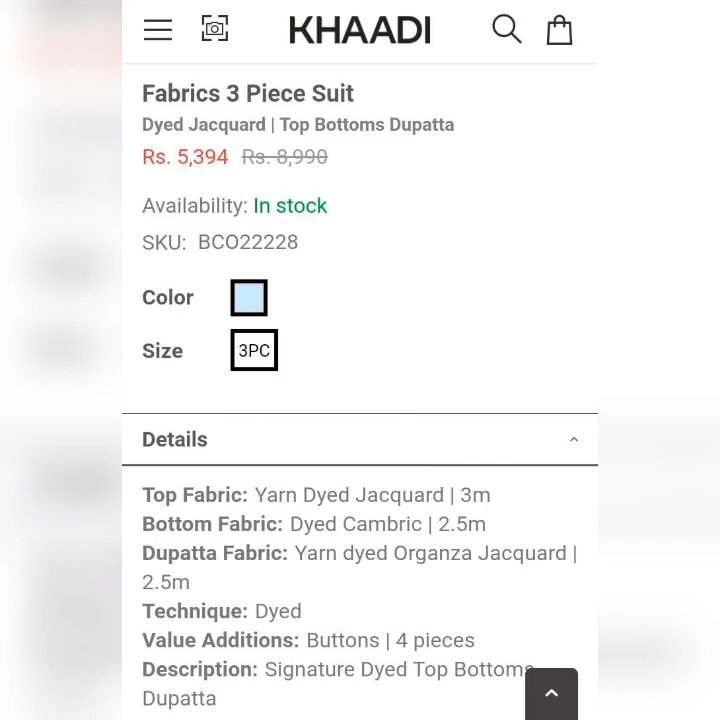 KHAADI
Fabrics 3 Piece Suit
Dyed Jacquard | Top Bottoms Dupatta
Rs. 5,394 Rs. 8,990
Availability: In stock
SKU: BCO22228
Color
Size 3PC
Details
Top Fabric: Yarn Dyed Jacquard | 3m
Bottom Fabric: Dyed Cambric | 2.5m
Dupatta Fabric: Yarn dyed Organza Jacquard |
2.5m
Technique: Dyed
Value Additions: Buttons | 4 pieces
Description: Signature Dyed Top Bottoms
Dupatta